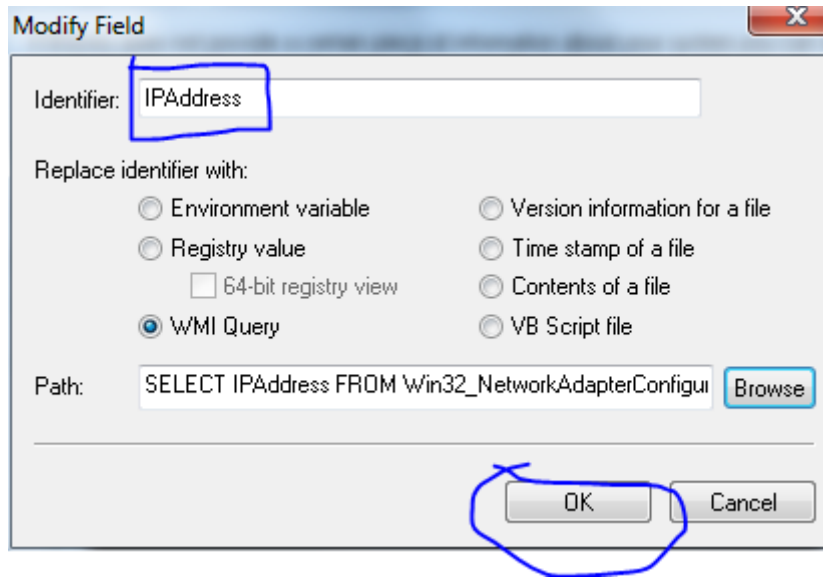 Modify Field
Identifier: IPAddress
Replace identifier with:
Environment variable
Version information for a file
Registry value
Time stamp of a file
64-bit registry view
Contents of a file
WMI Query
VB Script file
Path: SELECT IPAddress FROM Win32_NetworkAdapterConfigu Browse
OK Cancel